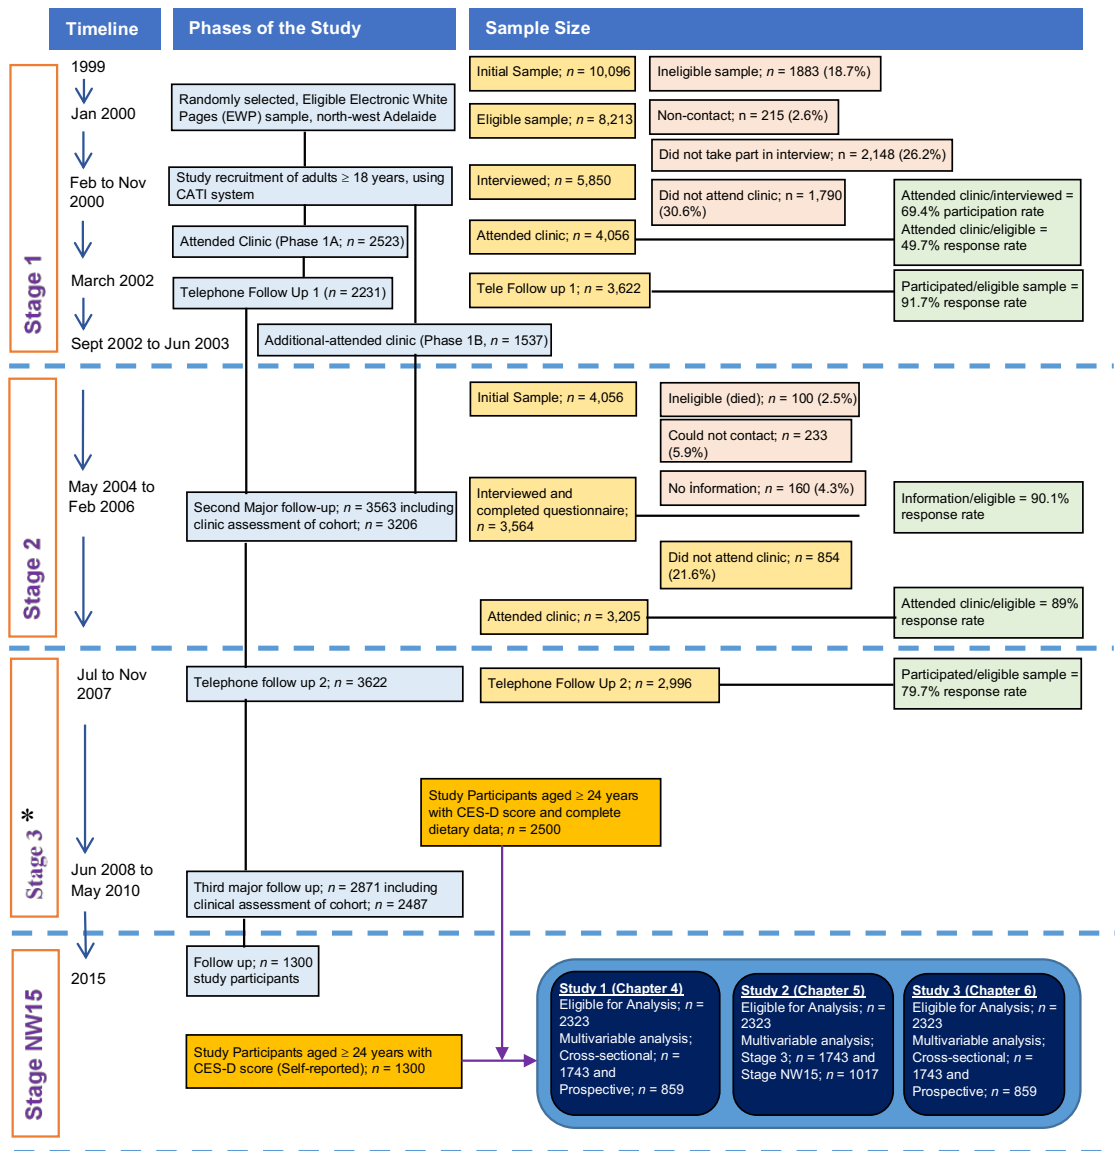 Timeline
Phases of the Study
Sample Size
Stage 1
1999
Jan 2000
Feb to Nov
2000
March 2002
Sept 2002 to Jun 2003
Randomly selected, Eligible Electronic White
Pages (EWP) sample, north-west Adelaide
Study recruitment of adults ≥ 18 years, using
CATI system
Attended Clinic (Phase 1A; n = 2523)
Telephone Follow Up 1 (n = 2231)
Additional-attended clinic (Phase 1B, n = 1537)
Initial Sample; n = 10,096
Ineligible sample; n = 1883 (18.7%)
Eligible sample; n = 8,213
Non-contact; n = 215 (2.6%)
Did not take part in interview; n = 2,148 (26.2%)
Interviewed; n = 5,850
Did not attend clinic; n = 1,790
(30.6%)
Attended clinic; n = 4,056
Attended clinic/interviewed =
69.4% participation rate
Attended clinic/eligible =
49.7% response rate
Tele Follow up 1; n = 3,622
Participated/eligible sample =
91.7% response rate
Stage 2
May 2004 to
Feb 2006
Second Major follow-up; n = 3563 including
clinic assessment of cohort; n = 3206
Initial Sample; n = 4,056
Ineligible (died); n = 100 (2.5%)
Could not contact; n = 233
(5.9%)
No information; n = 160 (4.3%)
Interviewed and
completed questionnaire;
n = 3,564
Information/eligible = 90.1%
response rate
Did not attend clinic; n = 854
(21.6%)
Attended clinic; n = 3,205
Attended clinic/eligible = 89%
response rate
Stage 3 *
Jul to Nov
2007
Telephone follow up 2; n = 3622
Telephone Follow Up 2; n = 2,996
Participated/eligible sample =
79.7% response rate
Study Participants aged ≥ 24 years
with CES-D score and complete
dietary data; n = 2500
Jun 2008 to
May 2010
Third major follow up; n = 2871 including
clinical assessment of cohort; n = 2487
Stage NW15
2015
Follow up; n = 1300
study participants
Study Participants aged ≥ 24 years with
CES-D score (Self-reported); n = 1300
Study 1 (Chapter 4)
Eligible for Analysis; n =
2323
Multivariable analysis;
Cross-sectional; n =
1743 and
Prospective; n = 859
Study 2 (Chapter 5)
Eligible for Analysis; n =
2323
Multivariable analysis;
Stage 3; n = 1743 and
Stage NW15; n = 1017
Study 3 (Chapter 6)
Eligible for Analysis; n =
2323
Multivariable analysis;
Cross-sectional; n =
1743 and
Prospective; n = 859